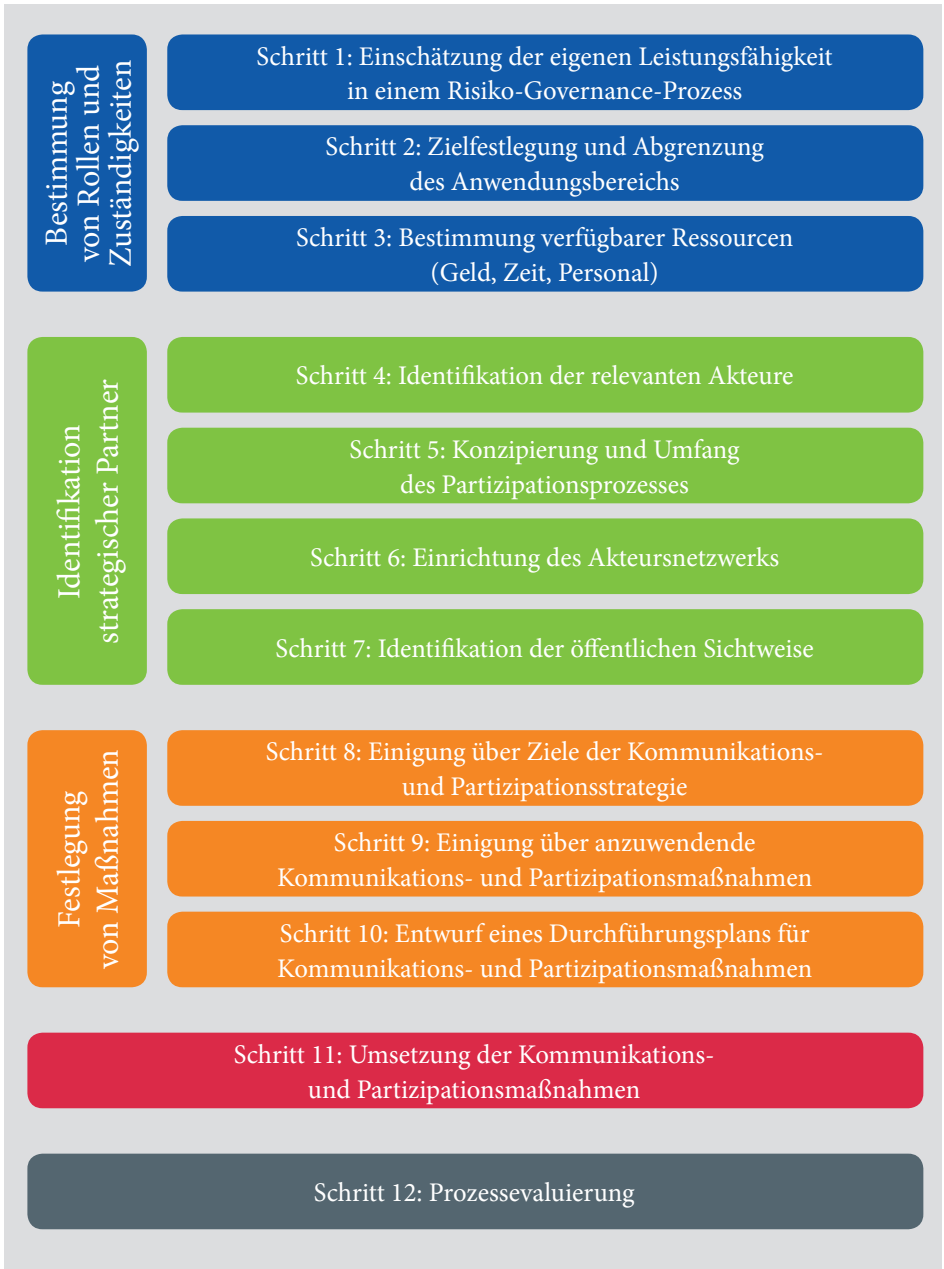 Bestimmung
von Rollen und
Zuständigkeiten
Schritt 1: Einschätzung der eigenen Leistungsfähigkeit
in einem Risiko-Governance-Prozess
Schritt 2: Zielfestlegung und Abgrenzung
des Anwendungsbereichs
Schritt 3: Bestimmung verfügbarer Ressourcen
(Geld, Zeit, Personal)
Identifikation
strategischer Partner
Schritt 4: Identifikation der relevanten Akteure
Schritt 5: Konzipierung und Umfang
des Partizipationsprozesses
Schritt 6: Einrichtung des Akteursnetzwerks
Schritt 7: Identifikation der öffentlichen Sichtweise
Festlegung
von Maßnahmen
Schritt 8: Einigung über Ziele der Kommunikations-
und Partizipationsstrategie
Schritt 9: Einigung über anzuwendende
Kommunikations- und Partizipationsmaßnahmen
Schritt 10: Entwurf eines Durchführungsplans für
Kommunikations- und Partizipationsmaßnahmen
Schritt 11: Umsetzung der Kommunikations-
und Partizipationsmaßnahmen
Schritt 12: Prozessevaluierung